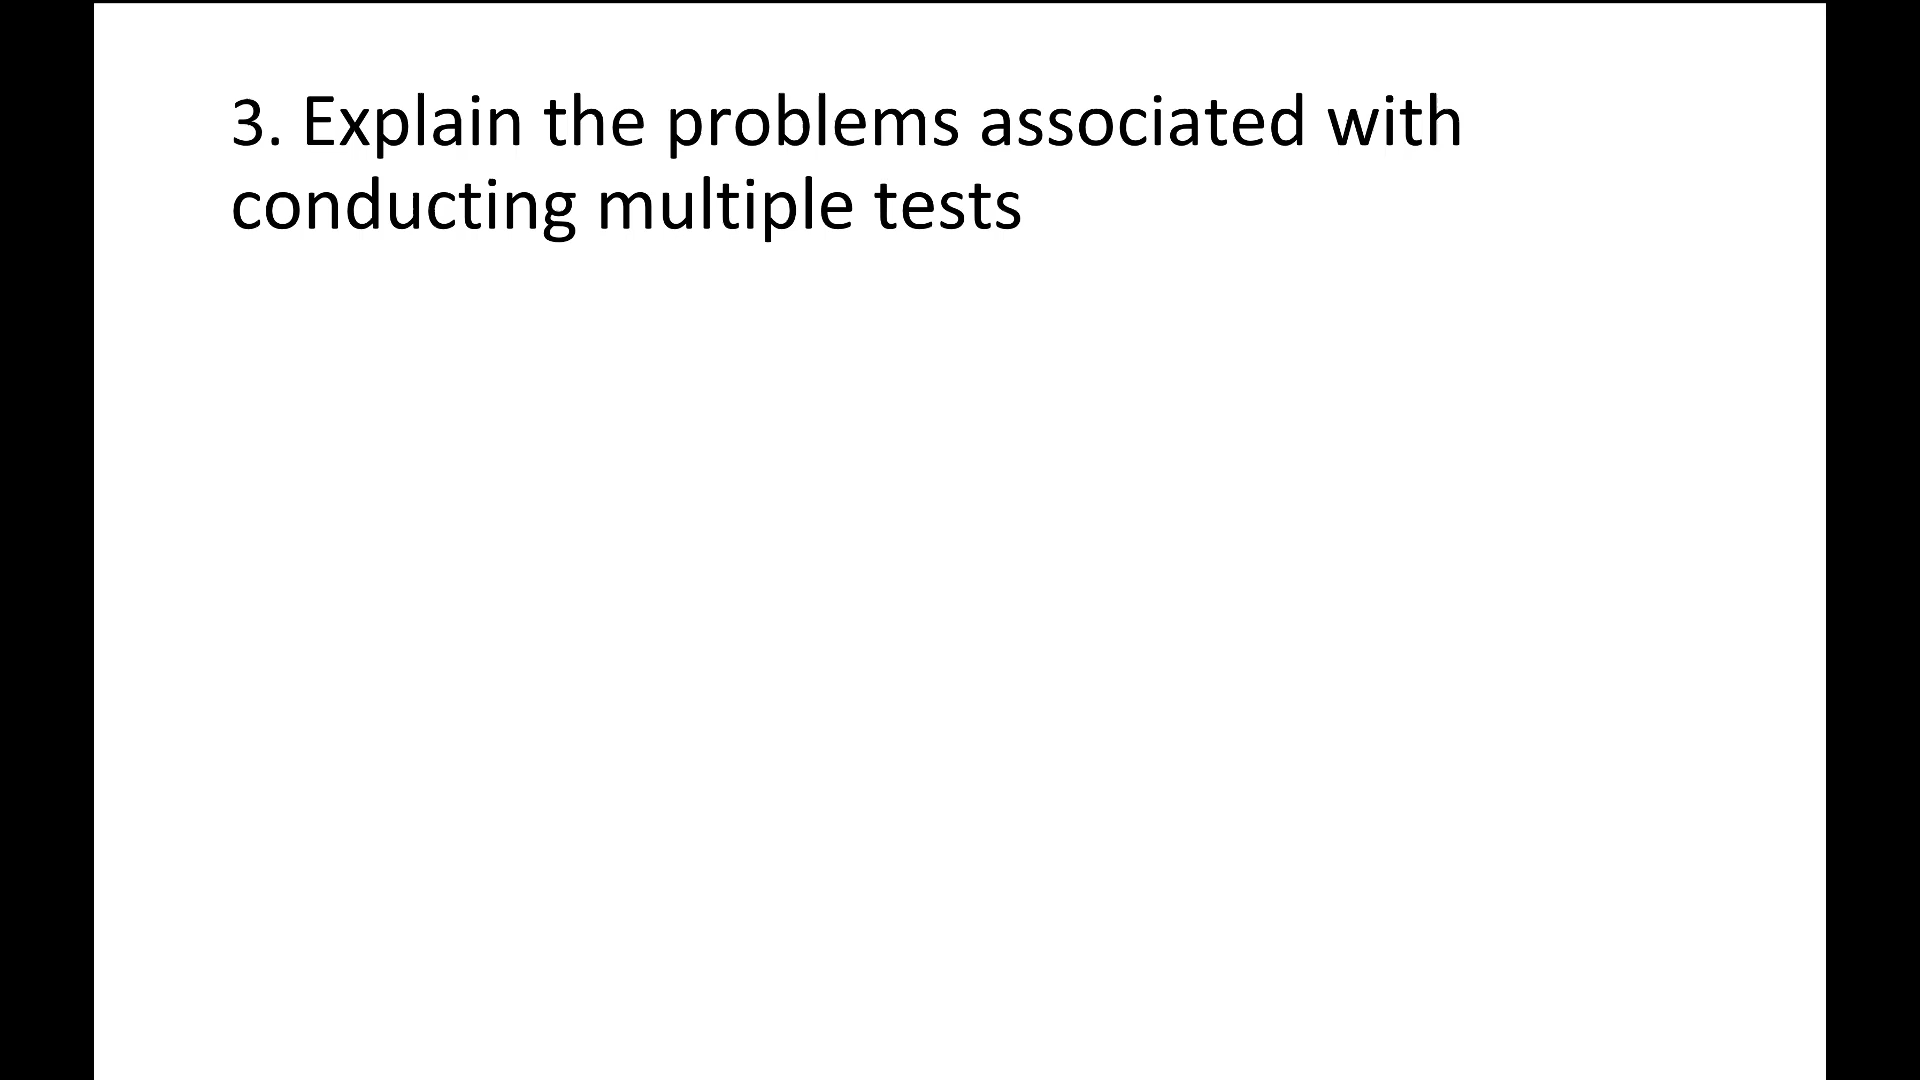 3. Explain the problems associated with
conducting multiple tests